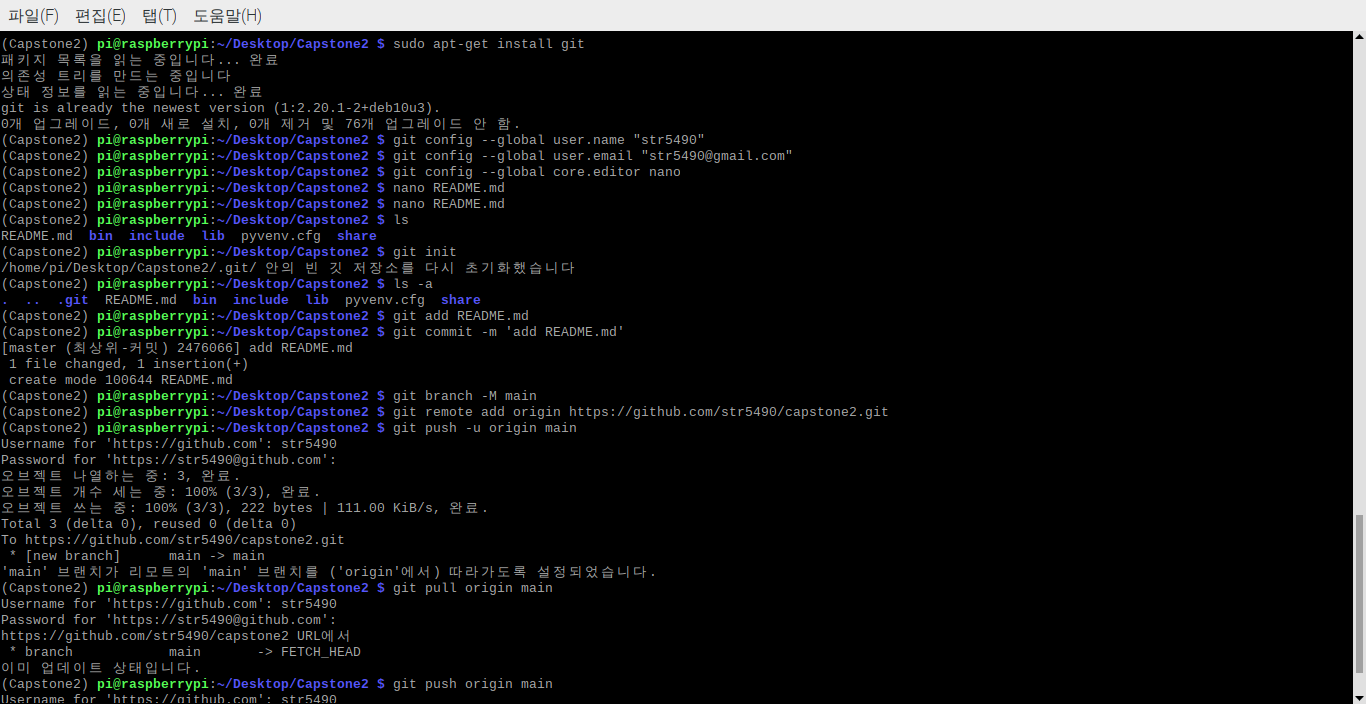 파일(F) 편집(E) 탭(T) 도움말(H)
(Capstone2) pi@raspberrypi:~/Desktop/Capstone2 $ sudo apt-get install git
패키지 목록을 읽는 중입니다... 완료
의존성 트리를 만드는 중입니다
상태 정보를 읽는 중입니다... 완료
git is already the newest version (1:2.20.1-2+deb10u3).
0개 업그레이드, 0개 새로 설치, 0개 제거 및 76개 업그레이드 안 함.
(Capstone2) pi@raspberrypi:~/Desktop/Capstone2 $ git config --global user.name "str5490"
(Capstone2) pi@raspberrypi:~/Desktop/Capstone2 $ git config --global user.email "str5490@gmail.com"
(Capstone2) pi@raspberrypi:~/Desktop/Capstone2 $ git config --global core.editor nano
(Capstone2) pi@raspberrypi:~/Desktop/Capstone2 $ nano README.md
(Capstone2) pi@raspberrypi:~/Desktop/Capstone2 $ nano README.md
(Capstone2) pi@raspberrypi:~/Desktop/Capstone2 $ ls
README.md  bin  include  lib  pyvenv.cfg  share
(Capstone2) pi@raspberrypi:~/Desktop/Capstone2 $ git init
/home/pi/Desktop/Capstone2/.git/ 안의 빈 깃 저장소를 다시 초기화했습니다
(Capstone2) pi@raspberrypi:~/Desktop/Capstone2 $ ls -a
.  ..  .git  README.md  bin  include  lib  pyvenv.cfg  share
(Capstone2) pi@raspberrypi:~/Desktop/Capstone2 $ git add README.md
(Capstone2) pi@raspberrypi:~/Desktop/Capstone2 $ git commit -m 'add README.md'
[master (최상위-커밋) 2476066] add README.md
 1 file changed, 1 insertion(+)
 create mode 100644 README.md
(Capstone2) pi@raspberrypi:~/Desktop/Capstone2 $ git branch -M main
(Capstone2) pi@raspberrypi:~/Desktop/Capstone2 $ git remote add origin https://github.com/str5490/capstone2.git
(Capstone2) pi@raspberrypi:~/Desktop/Capstone2 $ git push -u origin main
Username for 'https://github.com': str5490
Password for 'https://str5490@github.com':
오브젝트 나열하는 중: 3, 완료.
오브젝트 개수 세는 중: 100% (3/3), 완료.
오브젝트 쓰는 중: 100% (3/3), 222 bytes | 111.00 KiB/s, 완료.
Total 3 (delta 0), reused 0 (delta 0)
To https://github.com/str5490/capstone2.git
 * [new branch]      main -> main
'main' 브랜치가 리모트의 'main' 브랜치를 ('origin'에서) 따라가도록 설정되었습니다.
(Capstone2) pi@raspberrypi:~/Desktop/Capstone2 $ git pull origin main
Username for 'https://github.com': str5490
Password for 'https://str5490@github.com':
https://github.com/str5490/capstone2 URL에서
 * branch            main       -> FETCH_HEAD
이미 업데이트 상태입니다.
(Capstone2) pi@raspberrypi:~/Desktop/Capstone2 $ git push origin main
Username for 'https://github.com': str5490